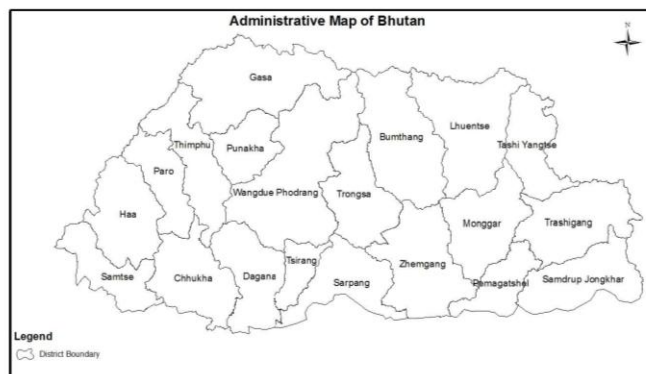 Administrative Map of Bhutan
N
Gasa
Thimphu
Punakha
Bumthang
Lhuentse
Tashi Yangtse
Paro
Wangdue Phodrang
Trongsa
Haa
Monggar
Trashigang
Samtse
Chhukha
Dagana
Tsirang
Sarpang
Zhemgang
Pemagatshel
Samdrup Jongkhar
Legend
District Boundary